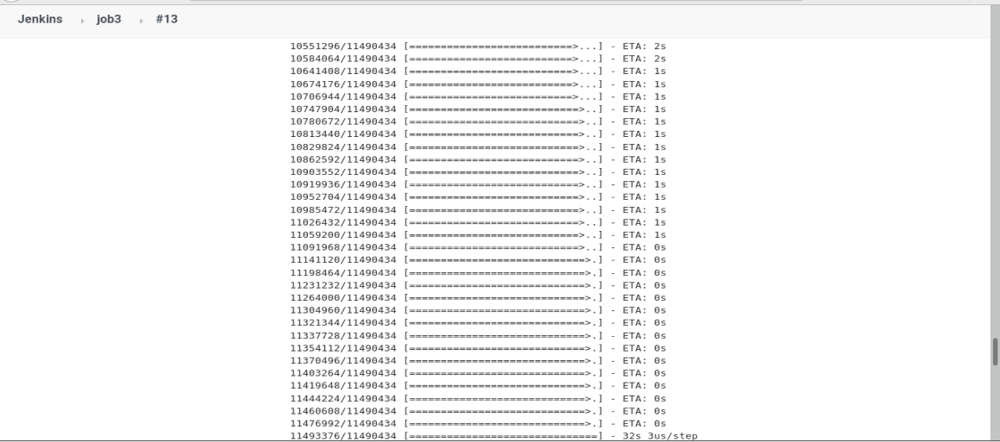 Jenkins › job3 › #13
10551296/11490434 [==========================>...] - ETA: 2s
10584064/11490434 [==========================>...] - ETA: 2s
10641408/11490434 [==========================>...] - ETA: 1s
10674176/11490434 [==========================>...] - ETA: 1s
10706944/11490434 [==========================>...] - ETA: 1s
10747904/11490434 [===========================>..] - ETA: 1s
10780672/11490434 [===========================>..] - ETA: 1s
10813440/11490434 [===========================>..] - ETA: 1s
10829824/11490434 [===========================>..] - ETA: 1s
10862592/11490434 [===========================>..] - ETA: 1s
10903552/11490434 [===========================>..] - ETA: 1s
10919936/11490434 [===========================>..] - ETA: 1s
10952704/11490434 [===========================>..] - ETA: 1s
10985472/11490434 [===========================>..] - ETA: 1s
11026432/11490434 [===========================>..] - ETA: 1s
11059200/11490434 [===========================>..] - ETA: 1s
11091968/11490434 [===========================>..] - ETA: 0s
11141120/11490434 [============================>.] - ETA: 0s
11198464/11490434 [============================>.] - ETA: 0s
11231232/11490434 [============================>.] - ETA: 0s
11264000/11490434 [============================>.] - ETA: 0s
11304960/11490434 [============================>.] - ETA: 0s
11321344/11490434 [============================>.] - ETA: 0s
11337728/11490434 [============================>.] - ETA: 0s
11354112/11490434 [============================>.] - ETA: 0s
11370496/11490434 [============================>.] - ETA: 0s
11403264/11490434 [============================>.] - ETA: 0s
11419648/11490434 [============================>.] - ETA: 0s
11444224/11490434 [============================>.] - ETA: 0s
11460608/11490434 [============================>.] - ETA: 0s
11476992/11490434 [============================>.] - ETA: 0s
11493376/11490434 [==============================] - 32s 3us/step